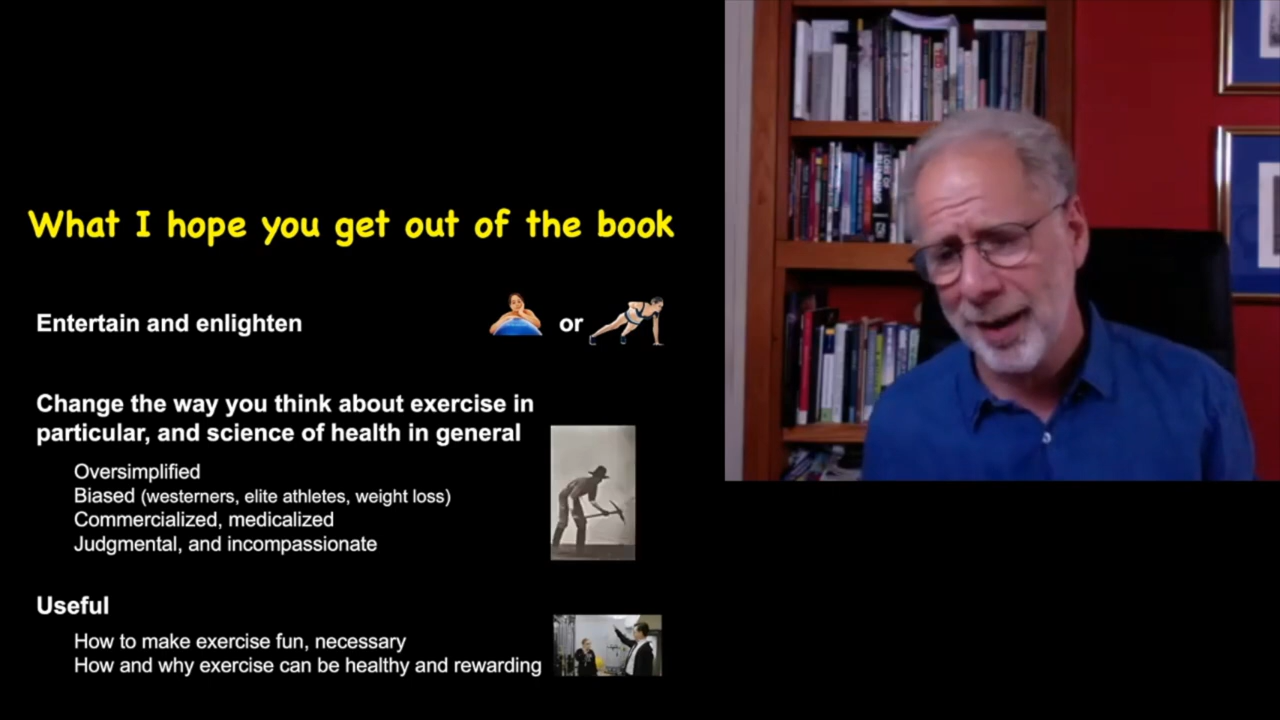 What I hope you get out of the book
Entertain and enlighten
or
Change the way you think about exercise in
particular, and science of health in general
Oversimplified
Biased (westerners, elite athletes, weight loss)
Commercialized, medicalized
Judgmental, and incompassionate
Useful
How to make exercise fun, necessary
How and why exercise can be healthy and rewarding